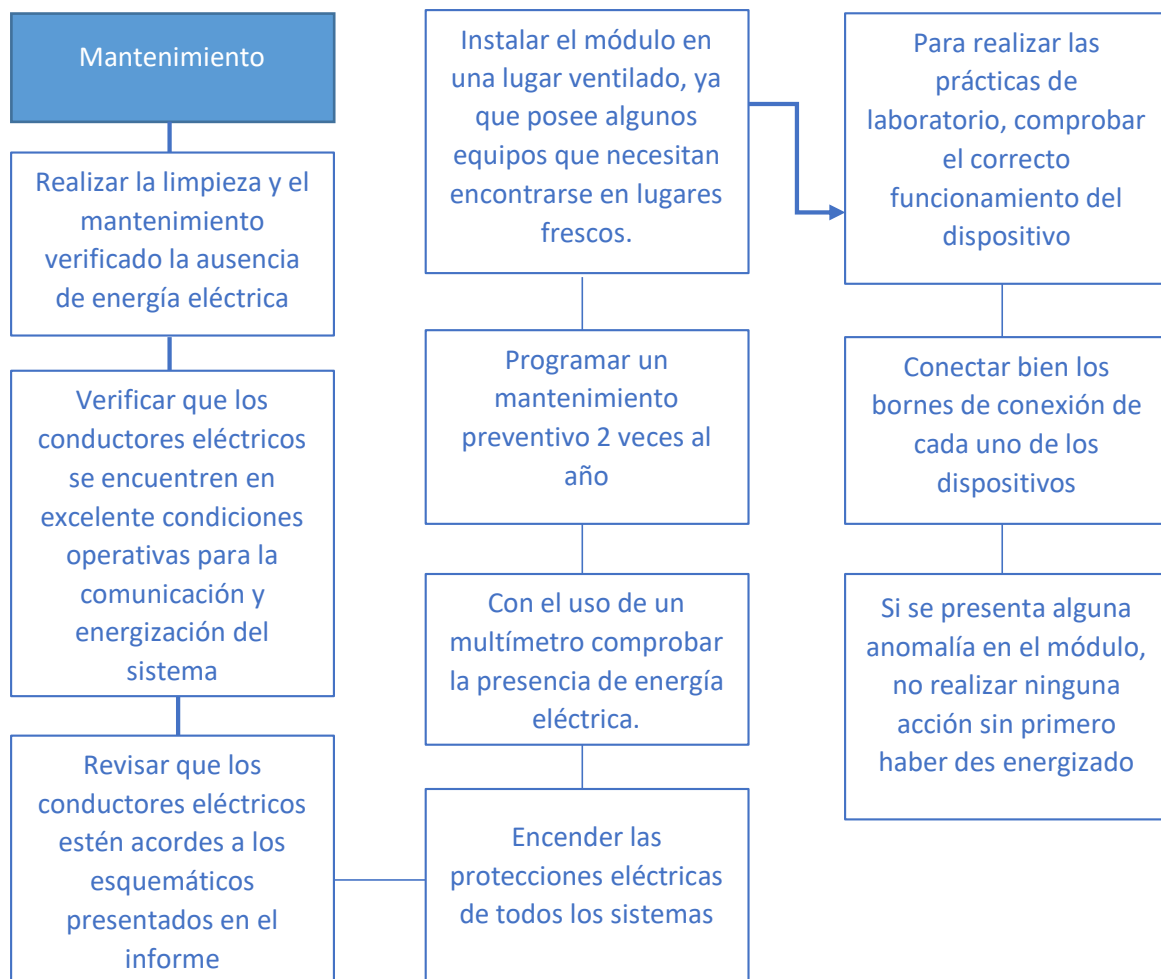 Mantenimiento
Realizar la limpieza y el
mantenimiento
verificado la ausencia
de energía eléctrica
Verificar que los
conductores eléctricos
se encuentren en
excelente condiciones
operativas para la
comunicación y
energización del
sistema
Revisar que los
conductores eléctricos
estén acordes a los
esquemáticos
presentados en el
informe
Instalar el módulo en
una lugar ventilado, ya
que posee algunos
equipos que necesitan
encontrarse en lugares
frescos.
Programar un
mantenimiento
preventivo 2 veces al
año
Con el uso de un
multímetro comprobar
la presencia de energía
eléctrica.
Encender las
protecciones eléctricas
de todos los sistemas
Para realizar las
prácticas de
laboratorio, comprobar
el correcto
funcionamiento del
dispositivo
Conectar bien los
bornes de conexión de
cada uno de los
dispositivos
Si se presenta alguna
anomalía en el módulo,
no realizar ninguna
acción sin primero
haber des energizado